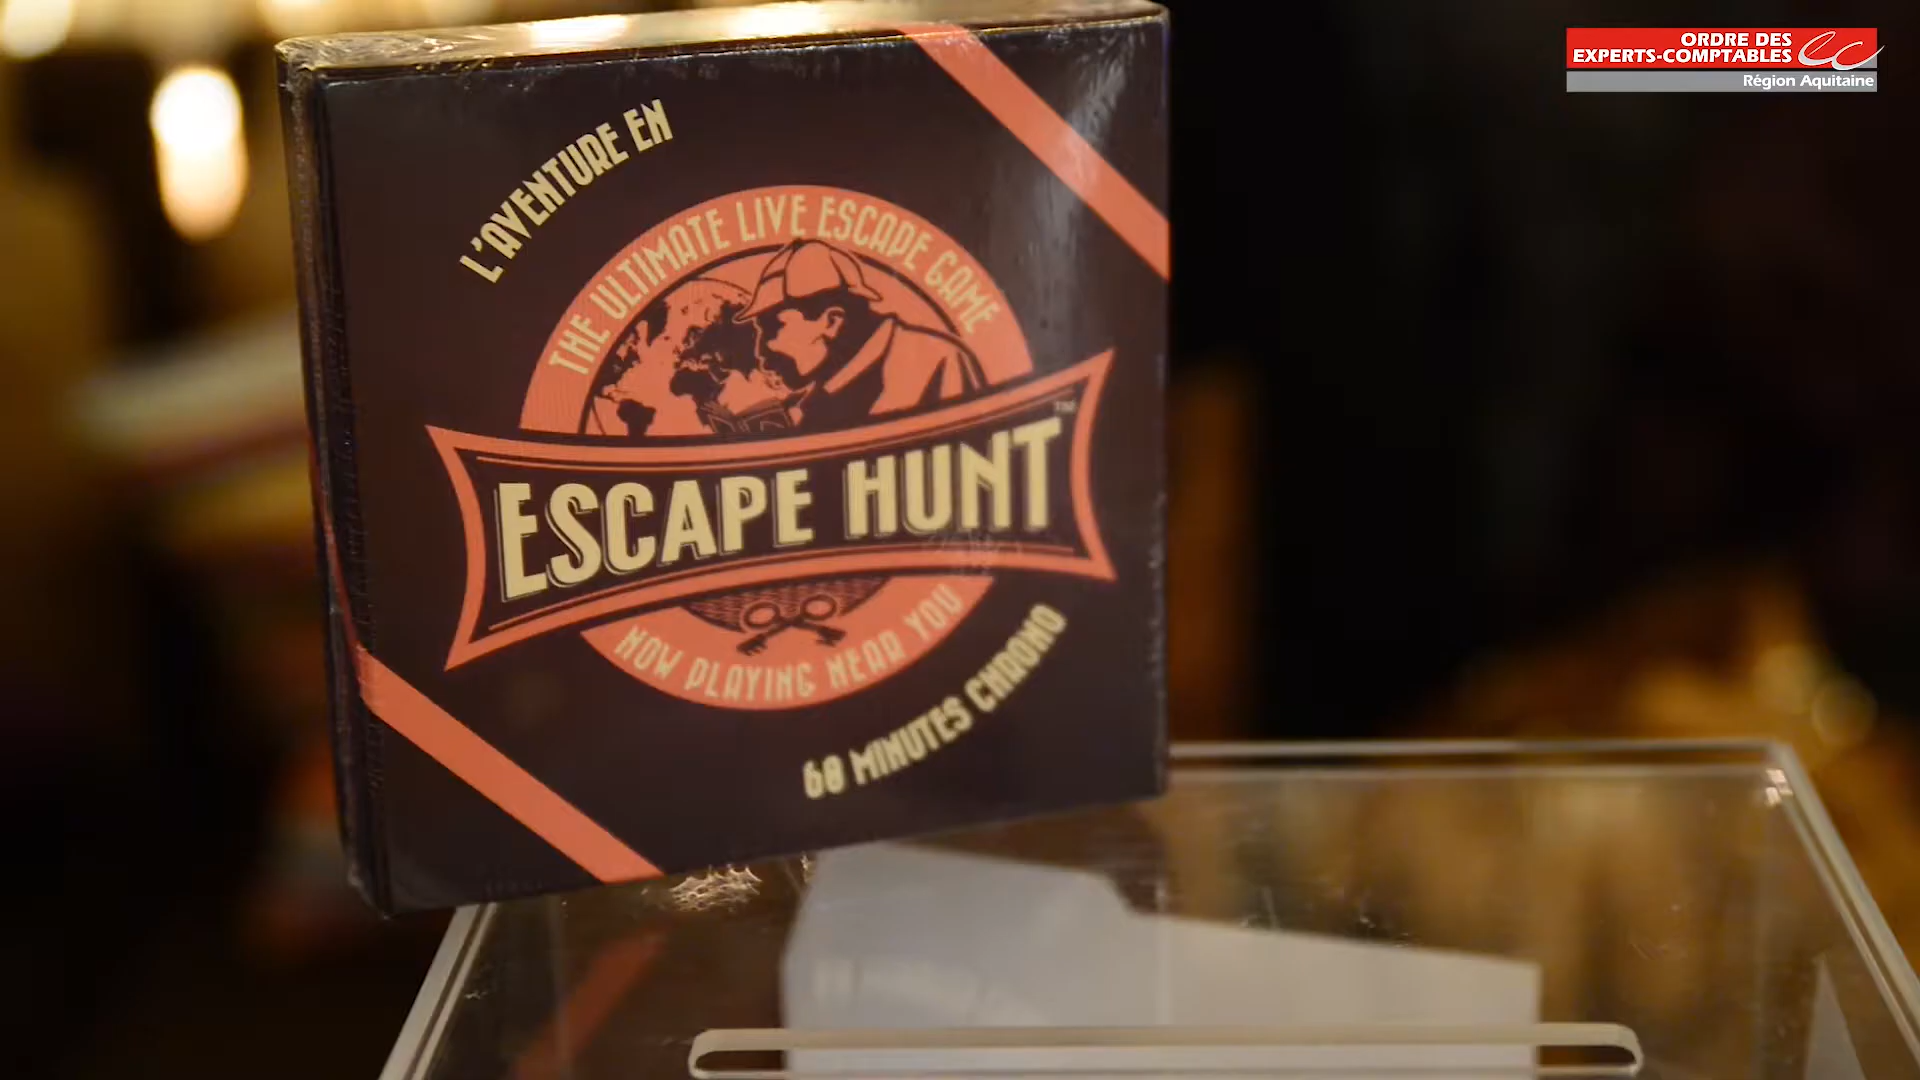 ORDRE DES
EXPERTS-COMPTABLES
Région Aquitaine
L'AVENTURE EN
THE ULTIMATE LIVE ESCAPE GAME
ESCAPE HUNT
NOW PLAYING NEAR YOU
60 MINUTES CHRONO